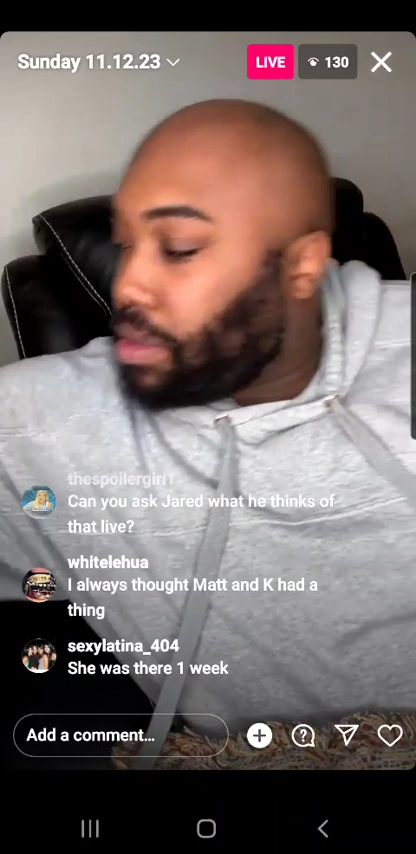 Sunday 11.12.23
LIVE
130
thespoilergirl1
Can you ask Jared what he thinks of
that live?
whitelehua
I always thought Matt and K had a
thing
sexylatina_404
She was there 1 week
Add a comment...